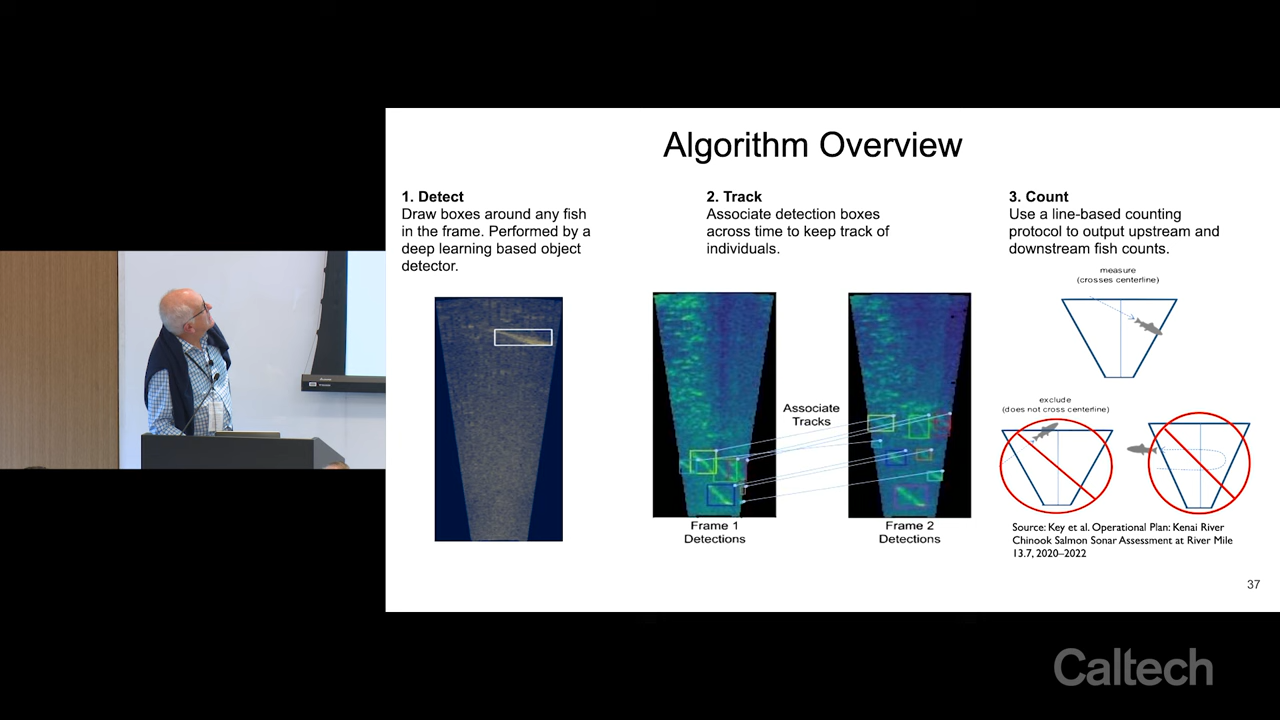 Algorithm Overview
1. Detect
Draw boxes around any fish
in the frame. Performed by a
deep learning based object
detector.
2. Track
Associate detection boxes
across time to keep track of
individuals.
Associate
Tracks
Frame 1
Detections
Frame 2
Detections
3. Count
Use a line-based counting
protocol to output upstream and
downstream fish counts.
measure
(crosses centerline)
exclude
(does not cross centerline)
Source: Key et al. Operational Plan: Kenai River
Chinook Salmon Sonar Assessment at River Mile
13.7, 2020–2022
37
Caltech